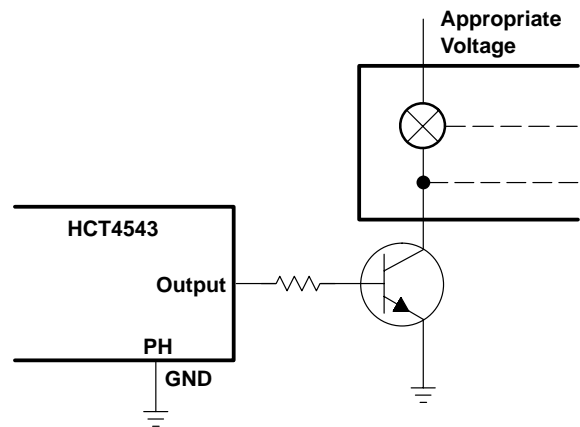 Appropriate
Voltage
HCT4543
Output
PH
GND